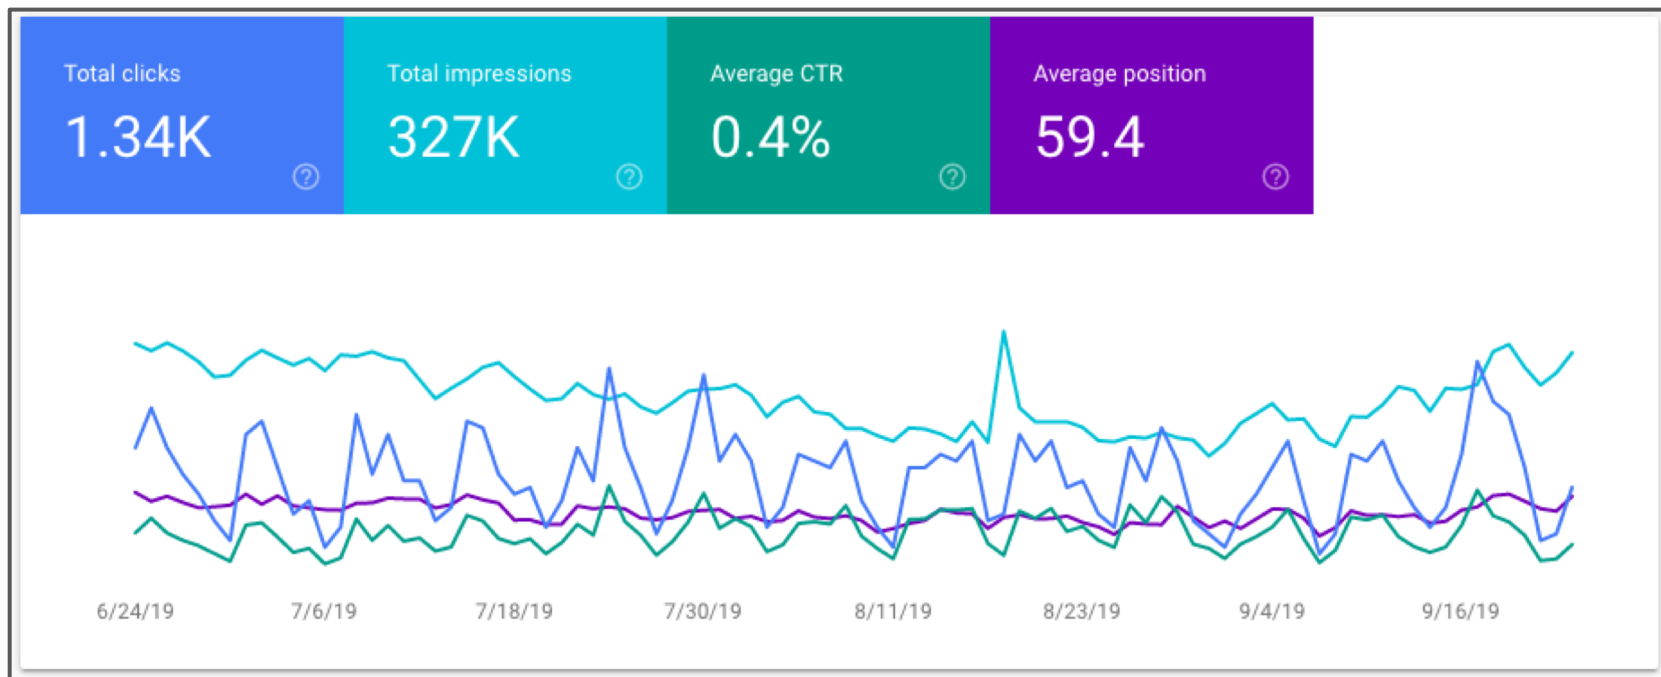 Total clicks
1.34K
Total impressions
327K
Average CTR
0.4%
Average position
59.4
6/24/19 7/6/19 7/18/19 7/30/19 8/11/19 8/23/19 9/4/19 9/16/19